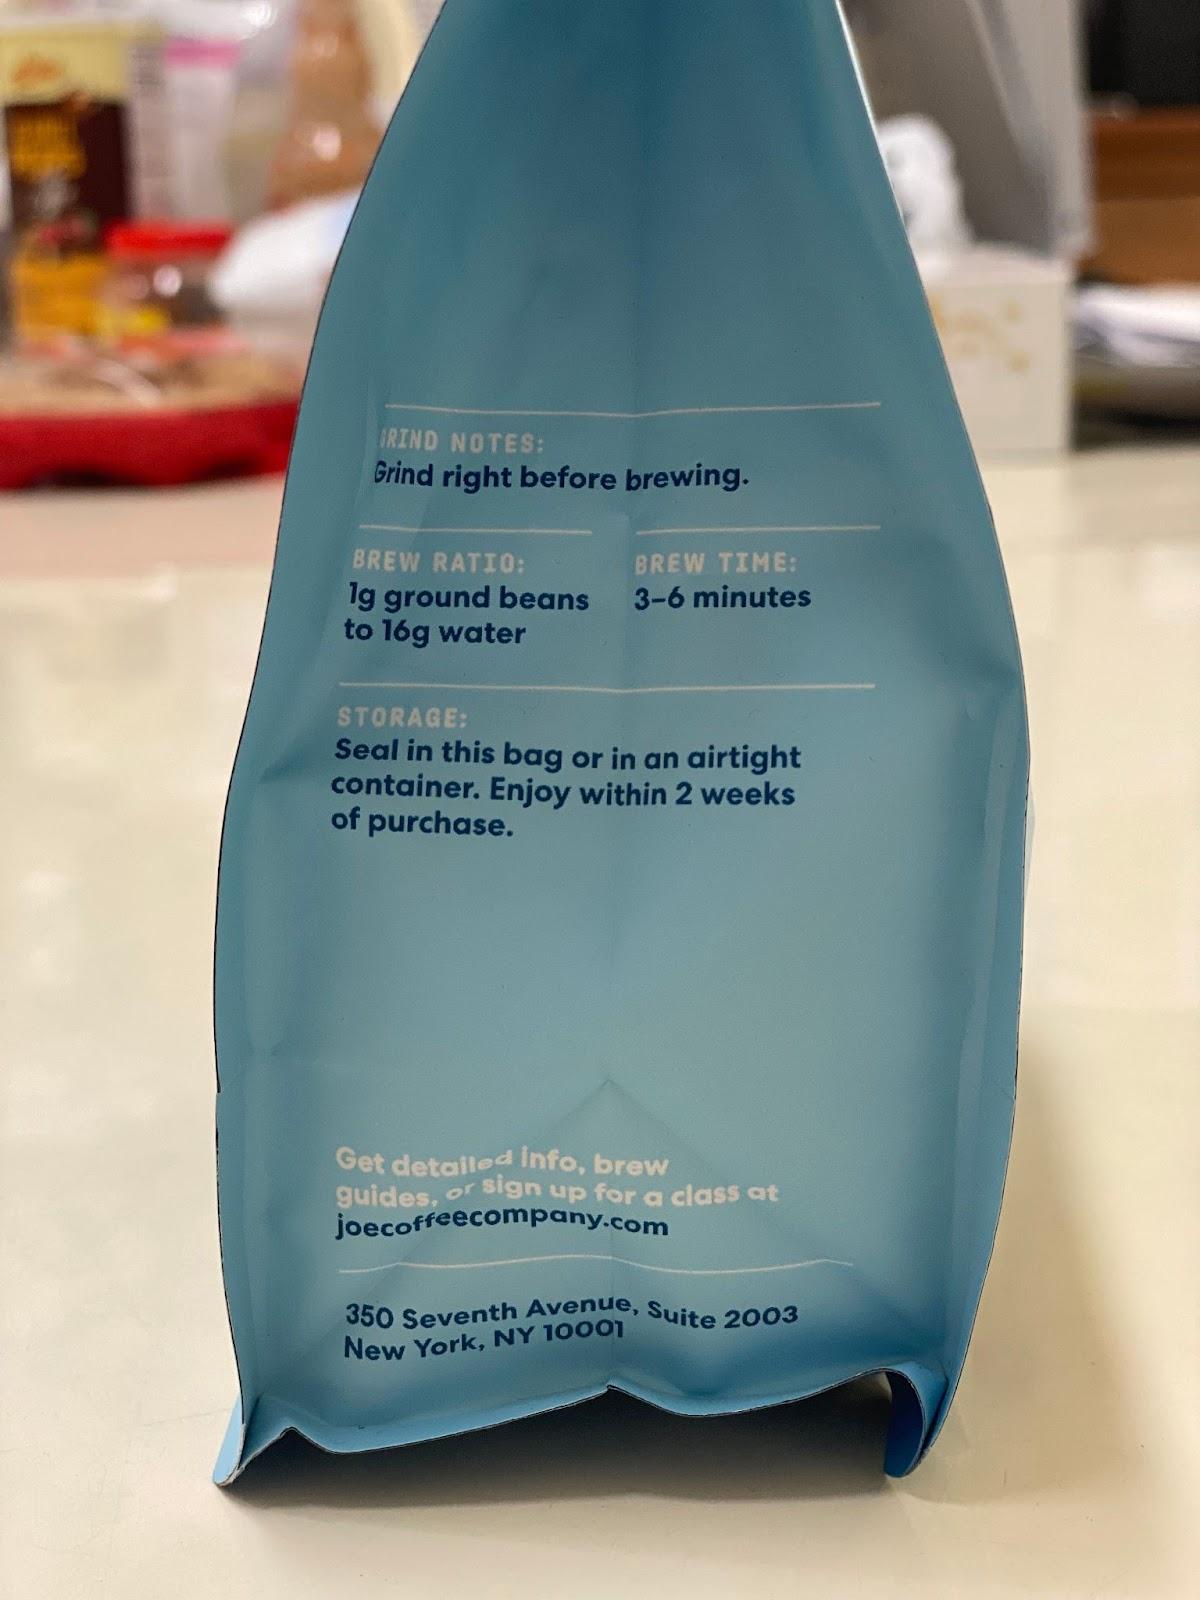 GRIND NOTES:
Grind right before brewing.
BREW RATIO:
1g ground beans
to 16g water
BREW TIME:
3–6 minutes
STORAGE:
Seal in this bag or in an airtight
container. Enjoy within 2 weeks
of purchase.
Get detailed info, brew
guides, or sign up for a class at
joecoffeecompany.com
350 Seventh Avenue, Suite 2003
New York, NY 10001